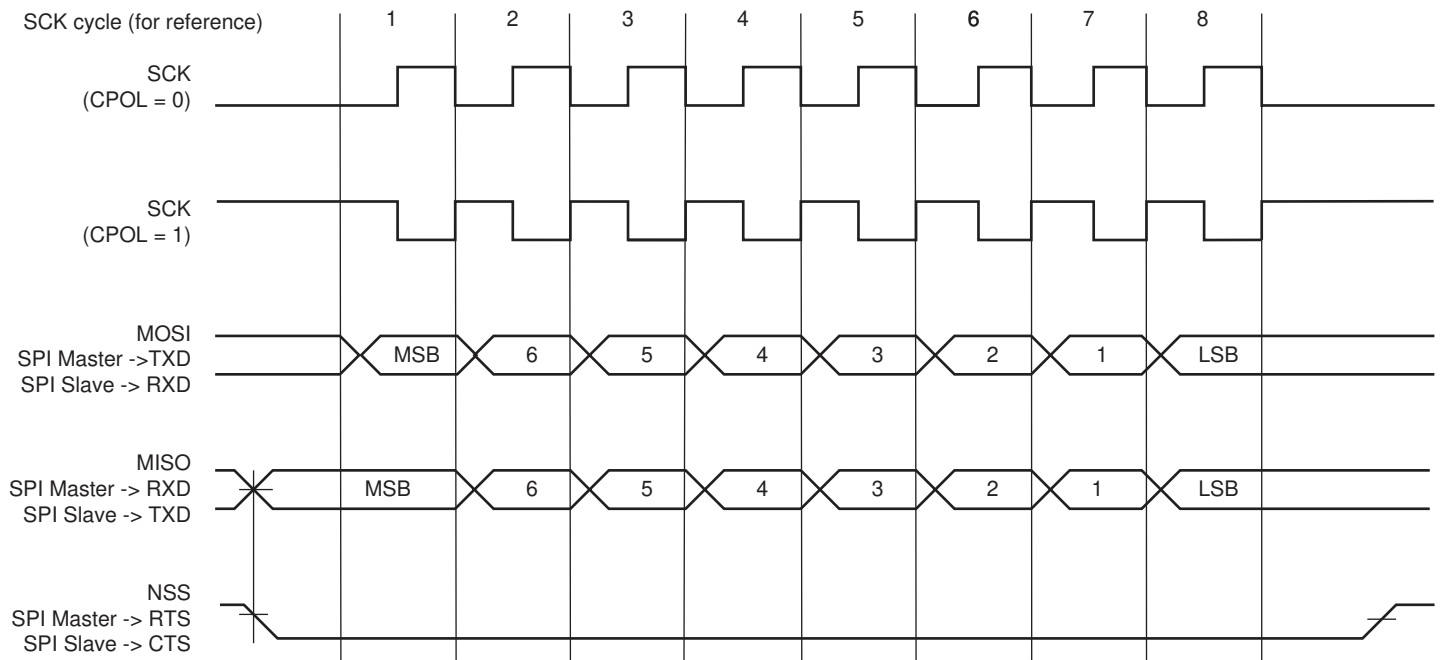 SCK cycle (for reference) 1 2 3 4 5 6 7 8
SCK
(CPOL = 0)
SCK
(CPOL = 1)
MOSI
SPI Master ->TXD
SPI Slave -> RXD
MSB 6 5 4 3 2 1 LSB
MISO
SPI Master -> RXD
SPI Slave -> TXD
MSB 6 5 4 3 2 1 LSB
NSS
SPI Master -> RTS
SPI Slave -> CTS